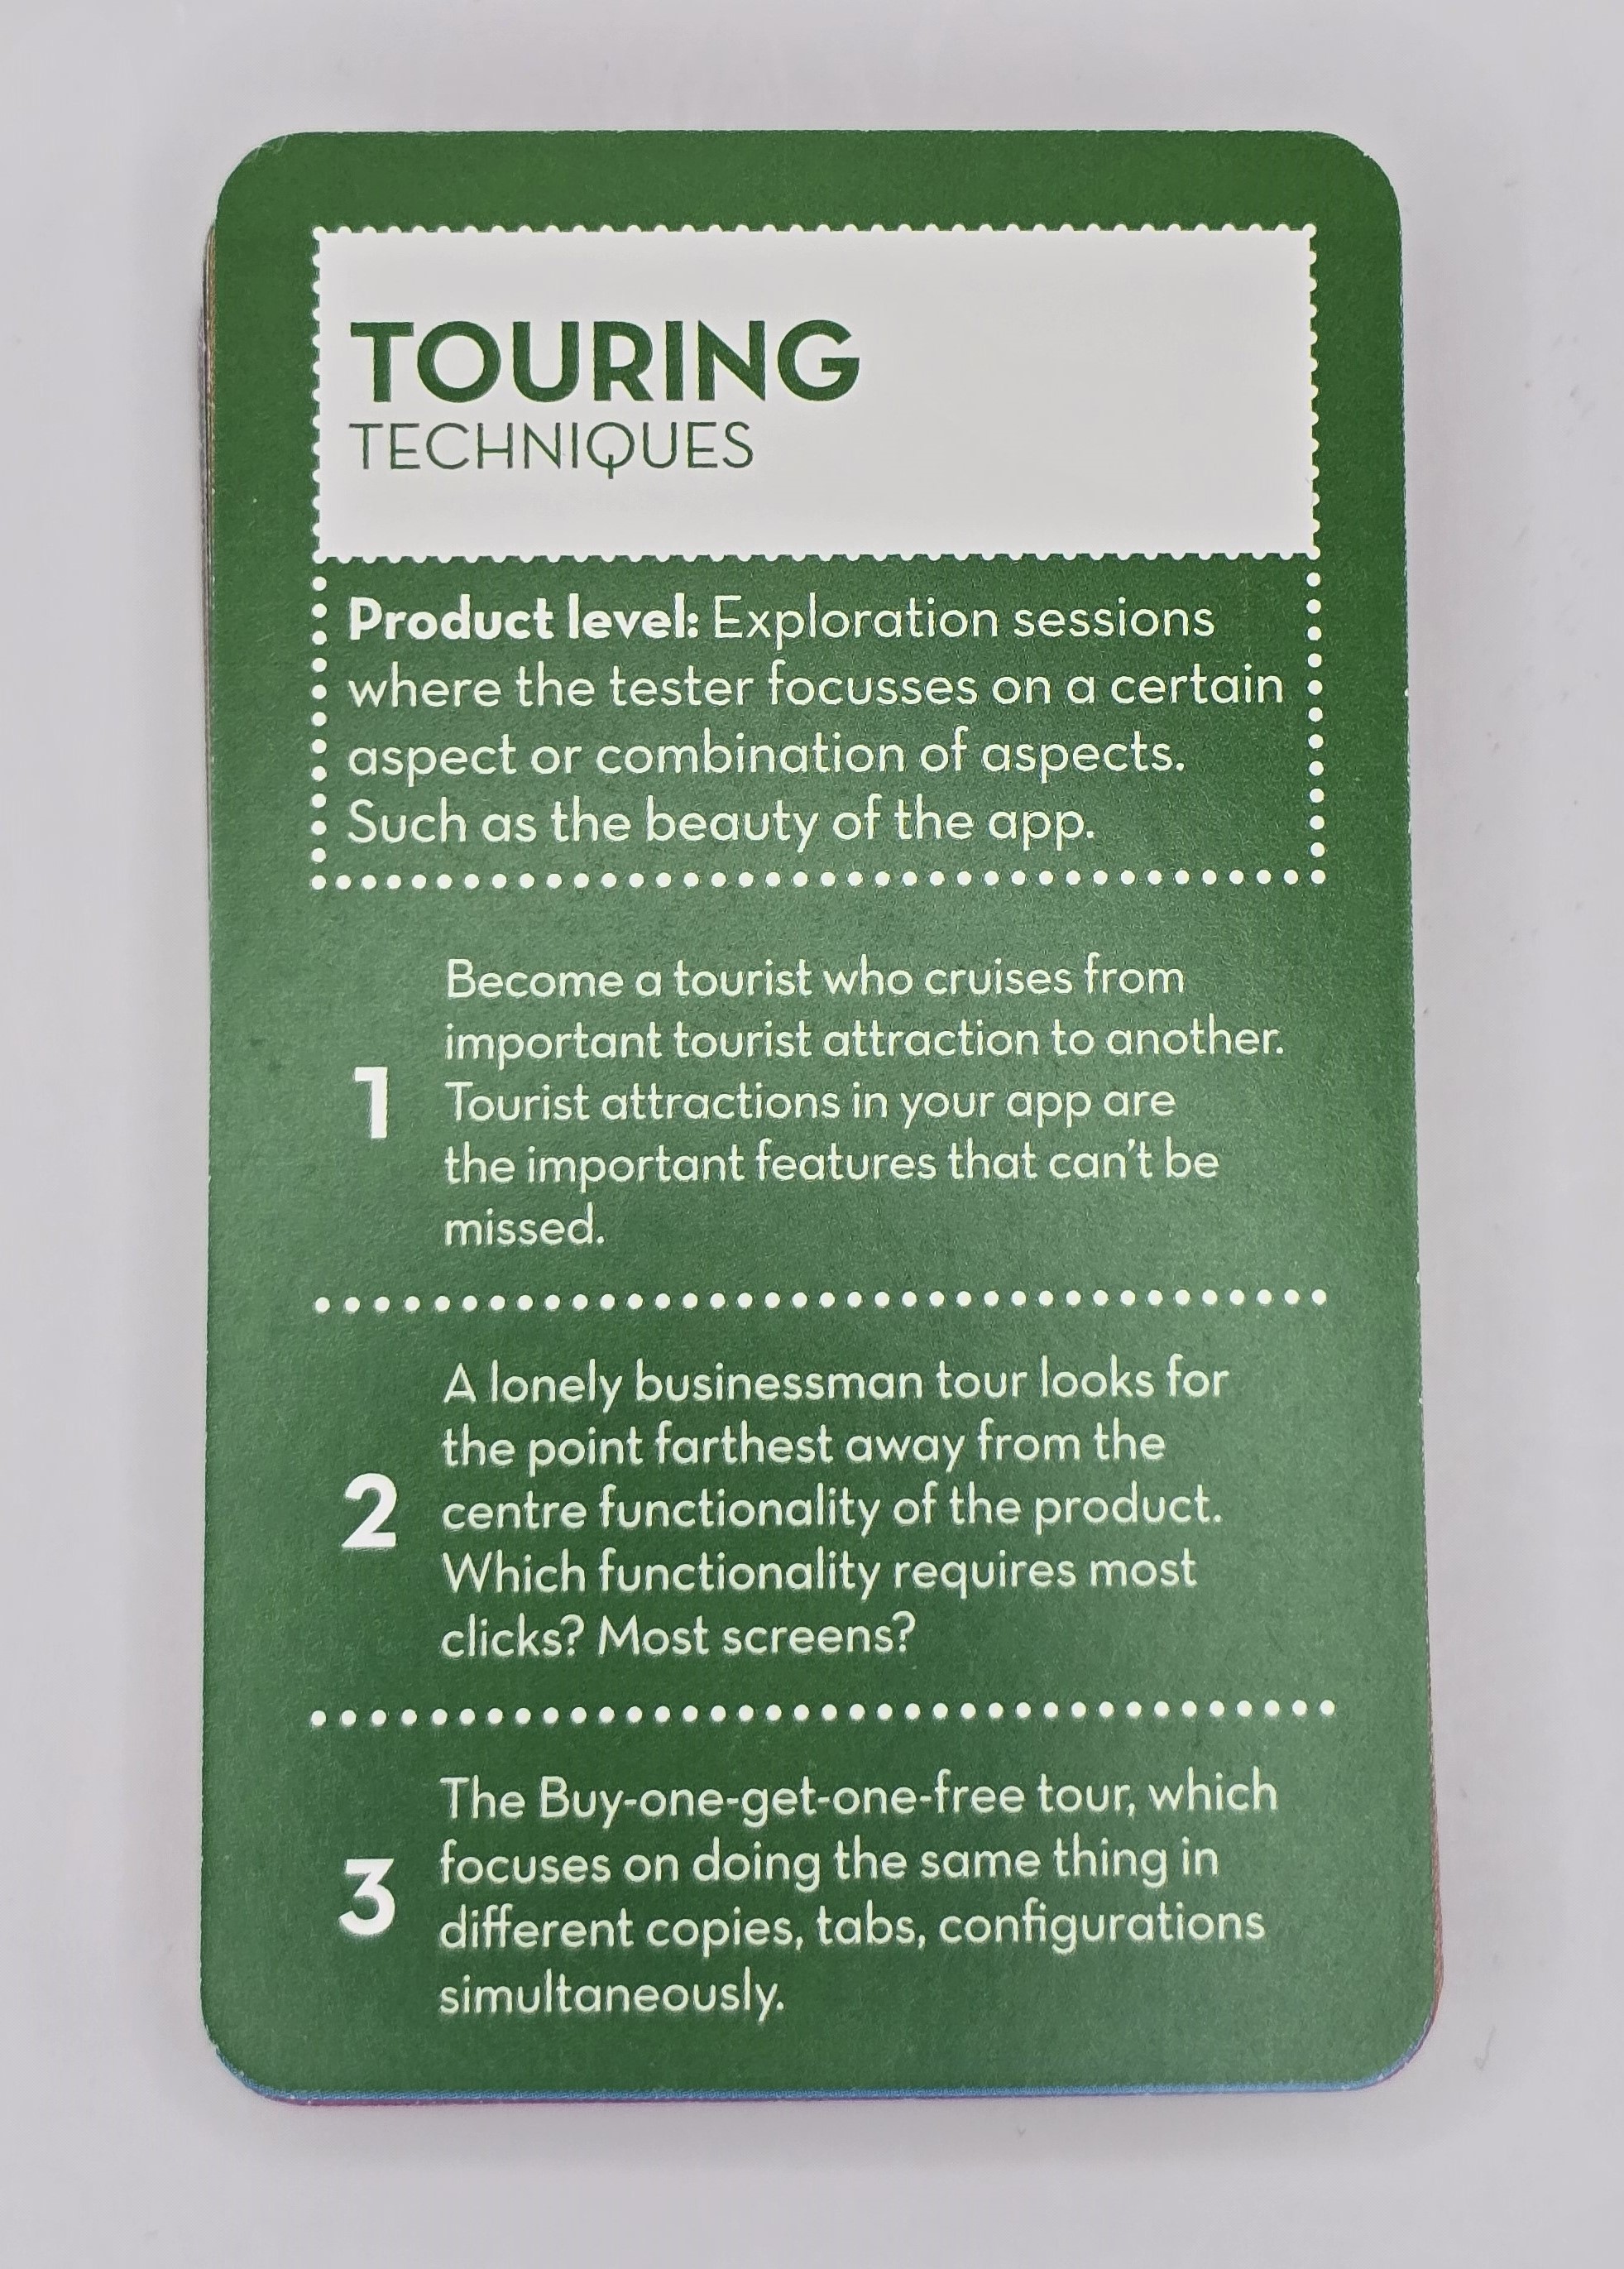 TOURING
TECHNIQUES
Product level: Exploration sessions
where the tester focusses on a certain
aspect or combination of aspects.
Such as the beauty of the app.
1
Become a tourist who cruises from
important tourist attraction to another.
Tourist attractions in your app are
the important features that can't be
missed.
2
A lonely businessman tour looks for
the point farthest away from the
centre functionality of the product.
Which functionality requires most
clicks? Most screens?
3
The Buy-one-get-one-free tour, which
focuses on doing the same thing in
different copies, tabs, configurations
simultaneously.